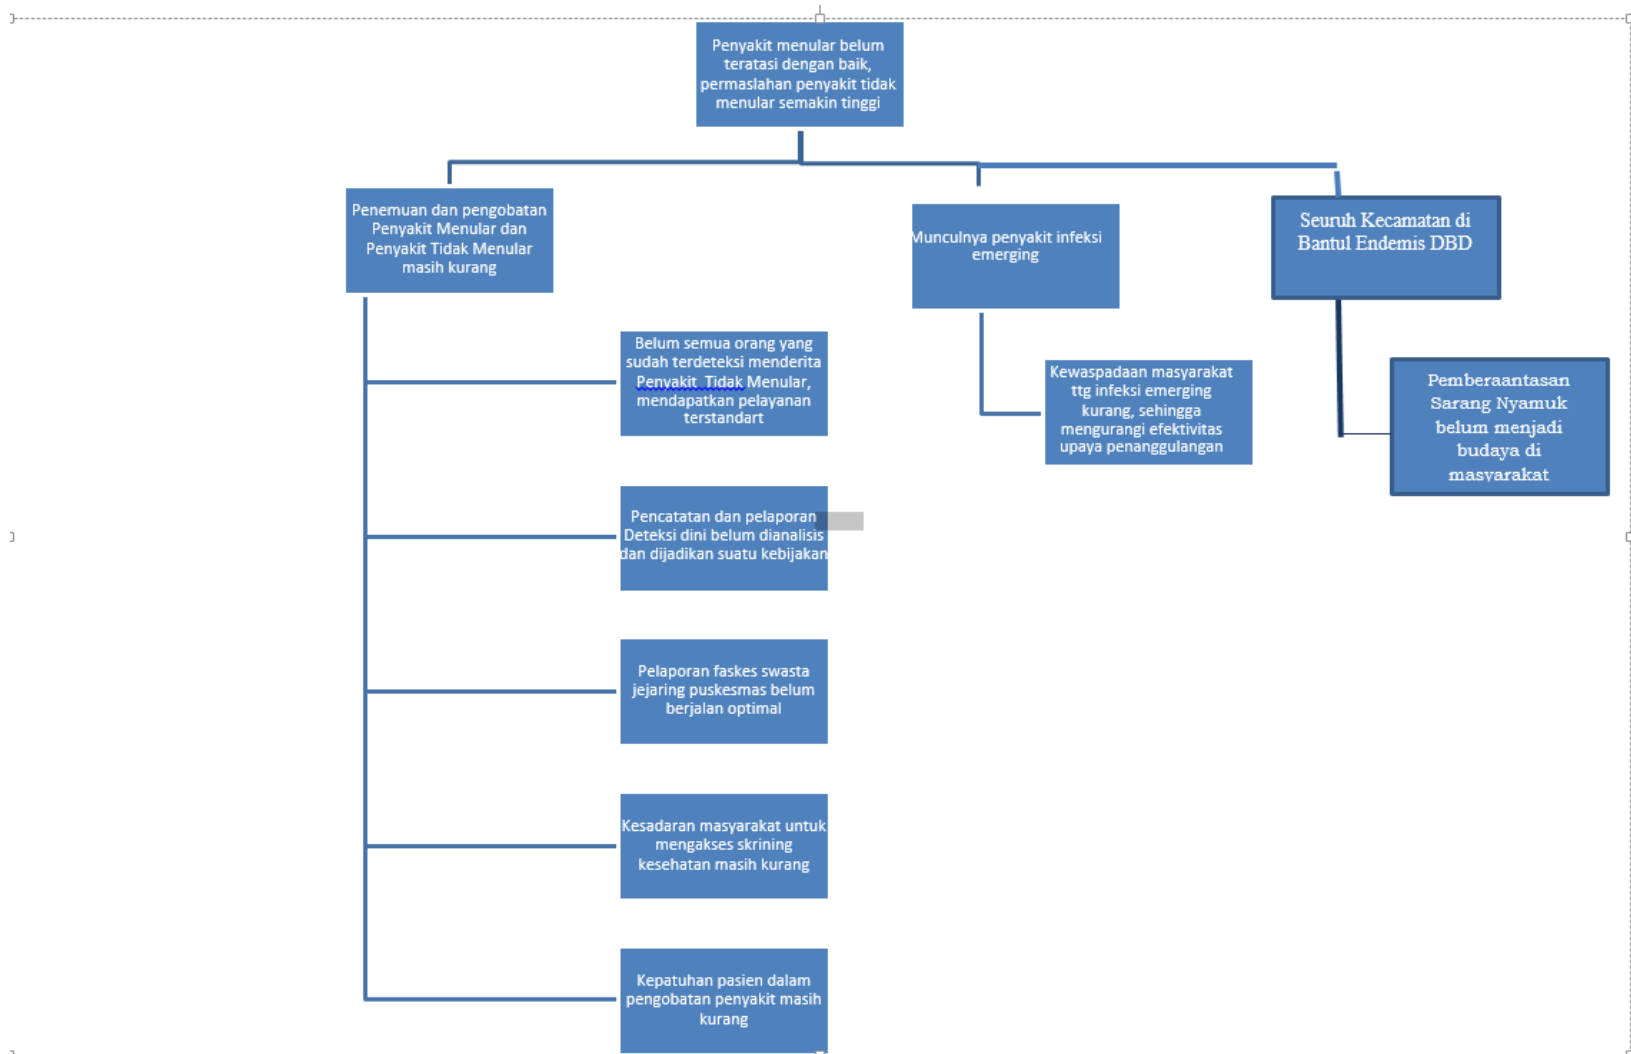 Penyakit menular belum
teratasi dengan baik,
permaslahan penyakit tidak
menular semakin tinggi
Penemuan dan pengobatan
Penyakit Menular dan
Penyakit Tidak Menular
masih kurang
Munculnya penyakit infeksi
emerging
Seuruh Kecamatan di
Bantul Endemis DBD
Belum semua orang yang
sudah terdeteksi menderita
Penyakit  Tidak Menular,
mendapatkan pelayanan
terstandart
Kewaspadaan masyarakat
ttg infeksi emerging
kurang, sehingga
mengurangi efektivitas
upaya penanggulangan
Pemberaantasan
Sarang Nyamuk
belum menjadi
budaya di
masyarakat
Pencatatan dan pelaporan
Deteksi dini belum dianalisis
dan dijadikan suatu kebijakan
Pelaporan faskes swasta
jejaring puskesmas belum
berjalan optimal
Kesadaran masyarakat untuk
mengakses skrining
kesehatan masih kurang
Kepatuhan pasien dalam
pengobatan penyakit masih
kurang